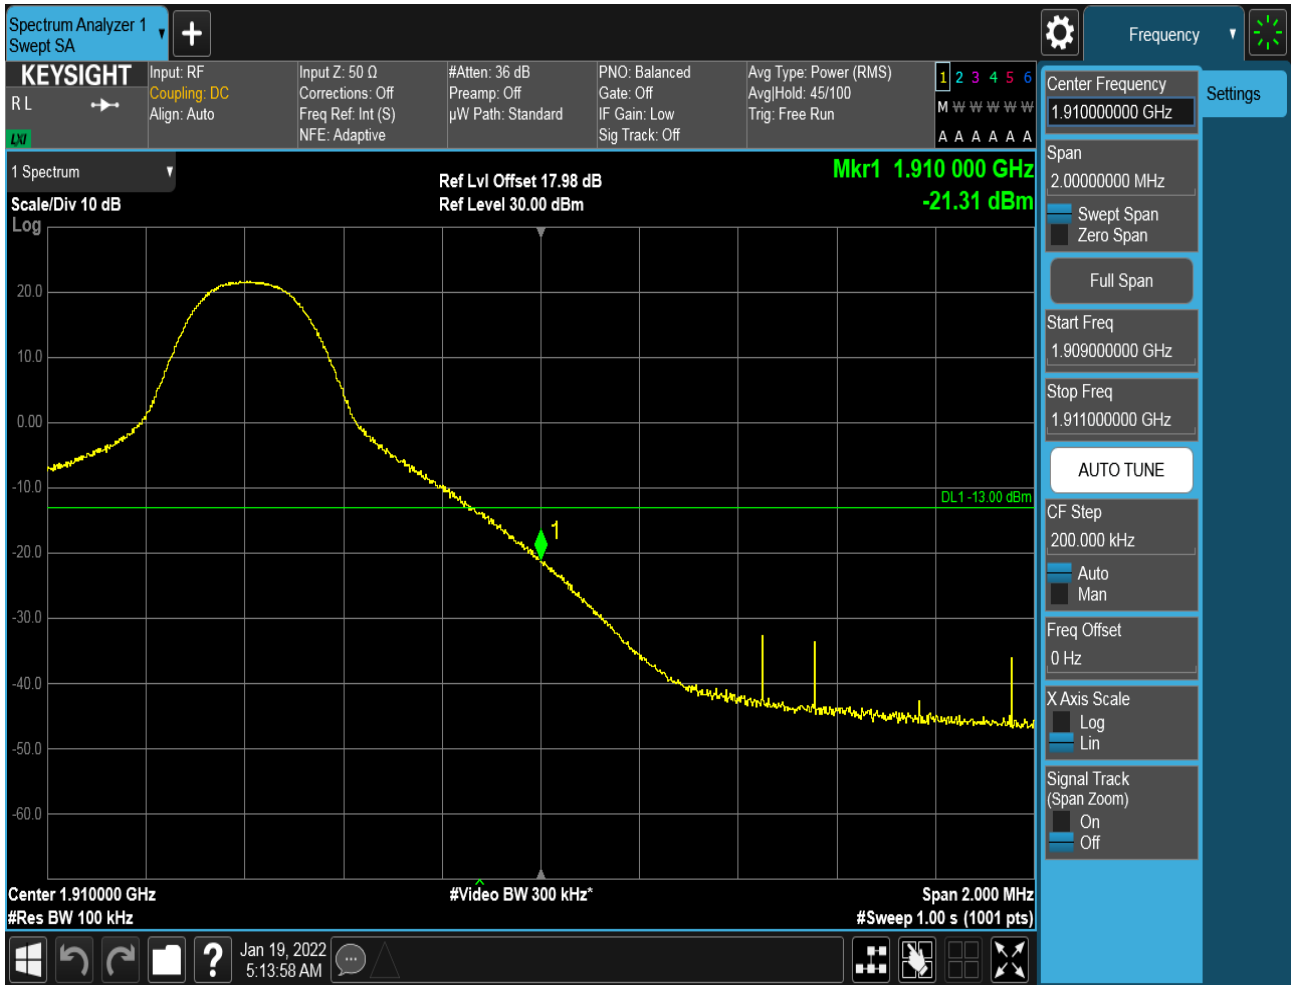 Spectrum Analyzer 1
Swept SA
Frequency
KEYSIGHT
R L
LXI
Input: RF
Coupling: DC
Align: Auto
Input Z: 50 Ω
Corrections: Off
Freq Ref: Int (S)
NFE: Adaptive
#Atten: 36 dB
Preamp: Off
µW Path: Standard
PNO: Balanced
Gate: Off
IF Gain: Low
Sig Track: Off
Avg Type: Power (RMS)
Avg|Hold: 45/100
Trig: Free Run
1 2 3 4 5 6
M W W W W W
A A A A A A
1 Spectrum
Scale/Div 10 dB
Log
Ref Lvl Offset 17.98 dB
Ref Level 30.00 dBm
Mkr1 1.910 000 GHz
-21.31 dBm
20.0
10.0
0.00
-10.0
-20.0
-30.0
-40.0
-50.0
-60.0
DL1 -13.00 dBm
1
Center 1.910000 GHz
#Res BW 100 kHz
#Video BW 300 kHz*
Span 2.000 MHz
#Sweep 1.00 s (1001 pts)
?
Jan 19, 2022
5:13:58 AM
Center Frequency
1.910000000 GHz
Settings
Span
2.00000000 MHz
Swept Span
Zero Span
Full Span
Start Freq
1.909000000 GHz
Stop Freq
1.911000000 GHz
AUTO TUNE
CF Step
200.000 kHz
Auto
Man
Freq Offset
0 Hz
X Axis Scale
Log
Lin
Signal Track
(Span Zoom)
On
Off